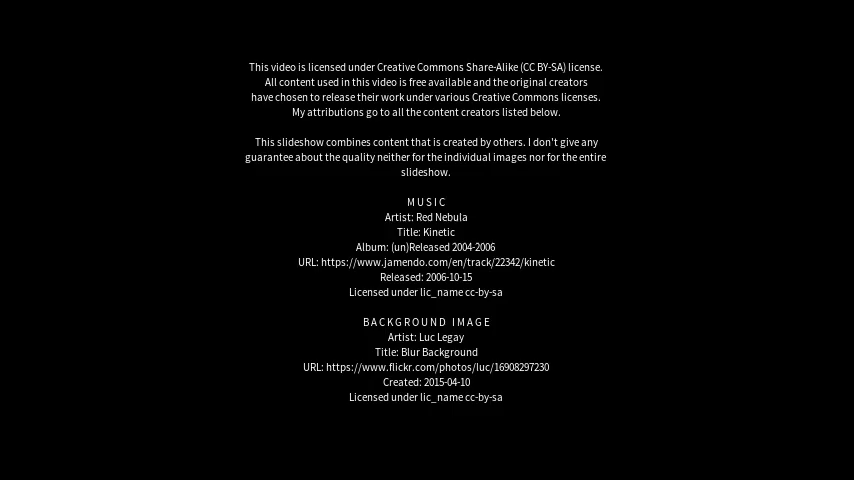 This video is licensed under Creative Commons Share-Alike (CC BY-SA) license.
All content used in this video is free available and the original creators
have chosen to release their work under various Creative Commons licenses.
My attributions go to all the content creators listed below.
This slideshow combines content that is created by others. I don't give any
guarantee about the quality neither for the individual images nor for the entire
slideshow.
MUSIC
Artist: Red Nebula
Title: Kinetic
Album: (un)Released 2004-2006
URL: https://www.jamendo.com/en/track/22342/kinetic
Released: 2006-10-15
Licensed under lic_name cc-by-sa
BACKGROUND IMAGE
Artist: Luc Legay
Title: Blur Background
URL: https://www.flickr.com/photos/luc/16908297230
Created: 2015-04-10
Licensed under lic_name cc-by-sa